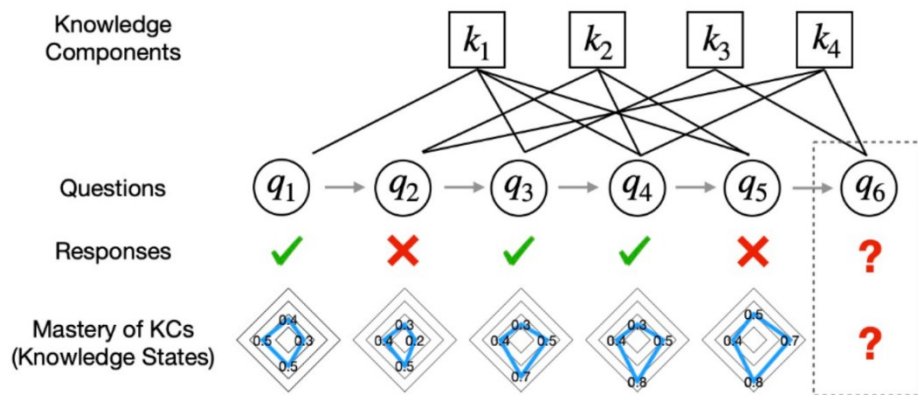 Knowledge
Components
k1 k2 k3 k4
Questions
q1 q2 q3 q4 q5 q6
Responses
?
Mastery of KCs
(Knowledge States)
0.4 0.3 0.3 0.3 0.5
0.5 0.3 0.4 0.2 0.4 0.5 0.4 0.5 0.4 0.7
?
0.5 0.5 0.7 0.8 0.8